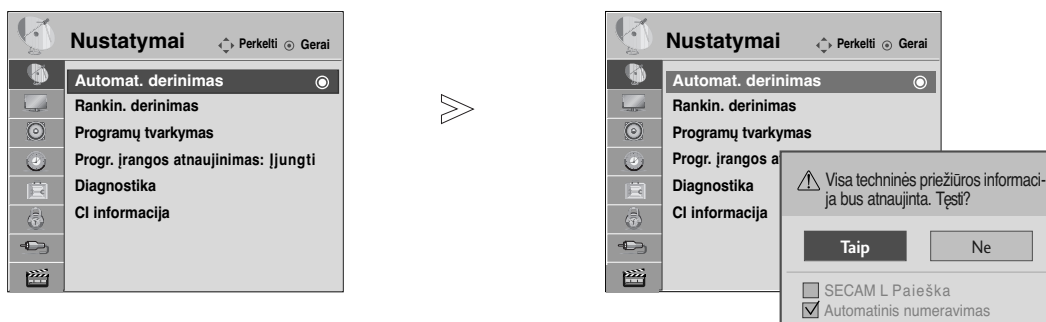 Nustatymai Perkelti Gerai
Automat. derinimas
Rankin. derinimas
Programų tvarkymas
Progr. įrangos atnaujinimas: Įjungti
Diagnostika
CI informacija
Nustatymai Perkelti Gerai
Automat. derinimas
Rankin. derinimas
Programų tvarkymas
Progr. įrangos a
Diagnostika
CI informacija
Visa techninės priežiūros informaci-
ja bus atnaujinta. Tęsti?
Taip Ne
SECAM L Paieška
Automatinis numeravimas